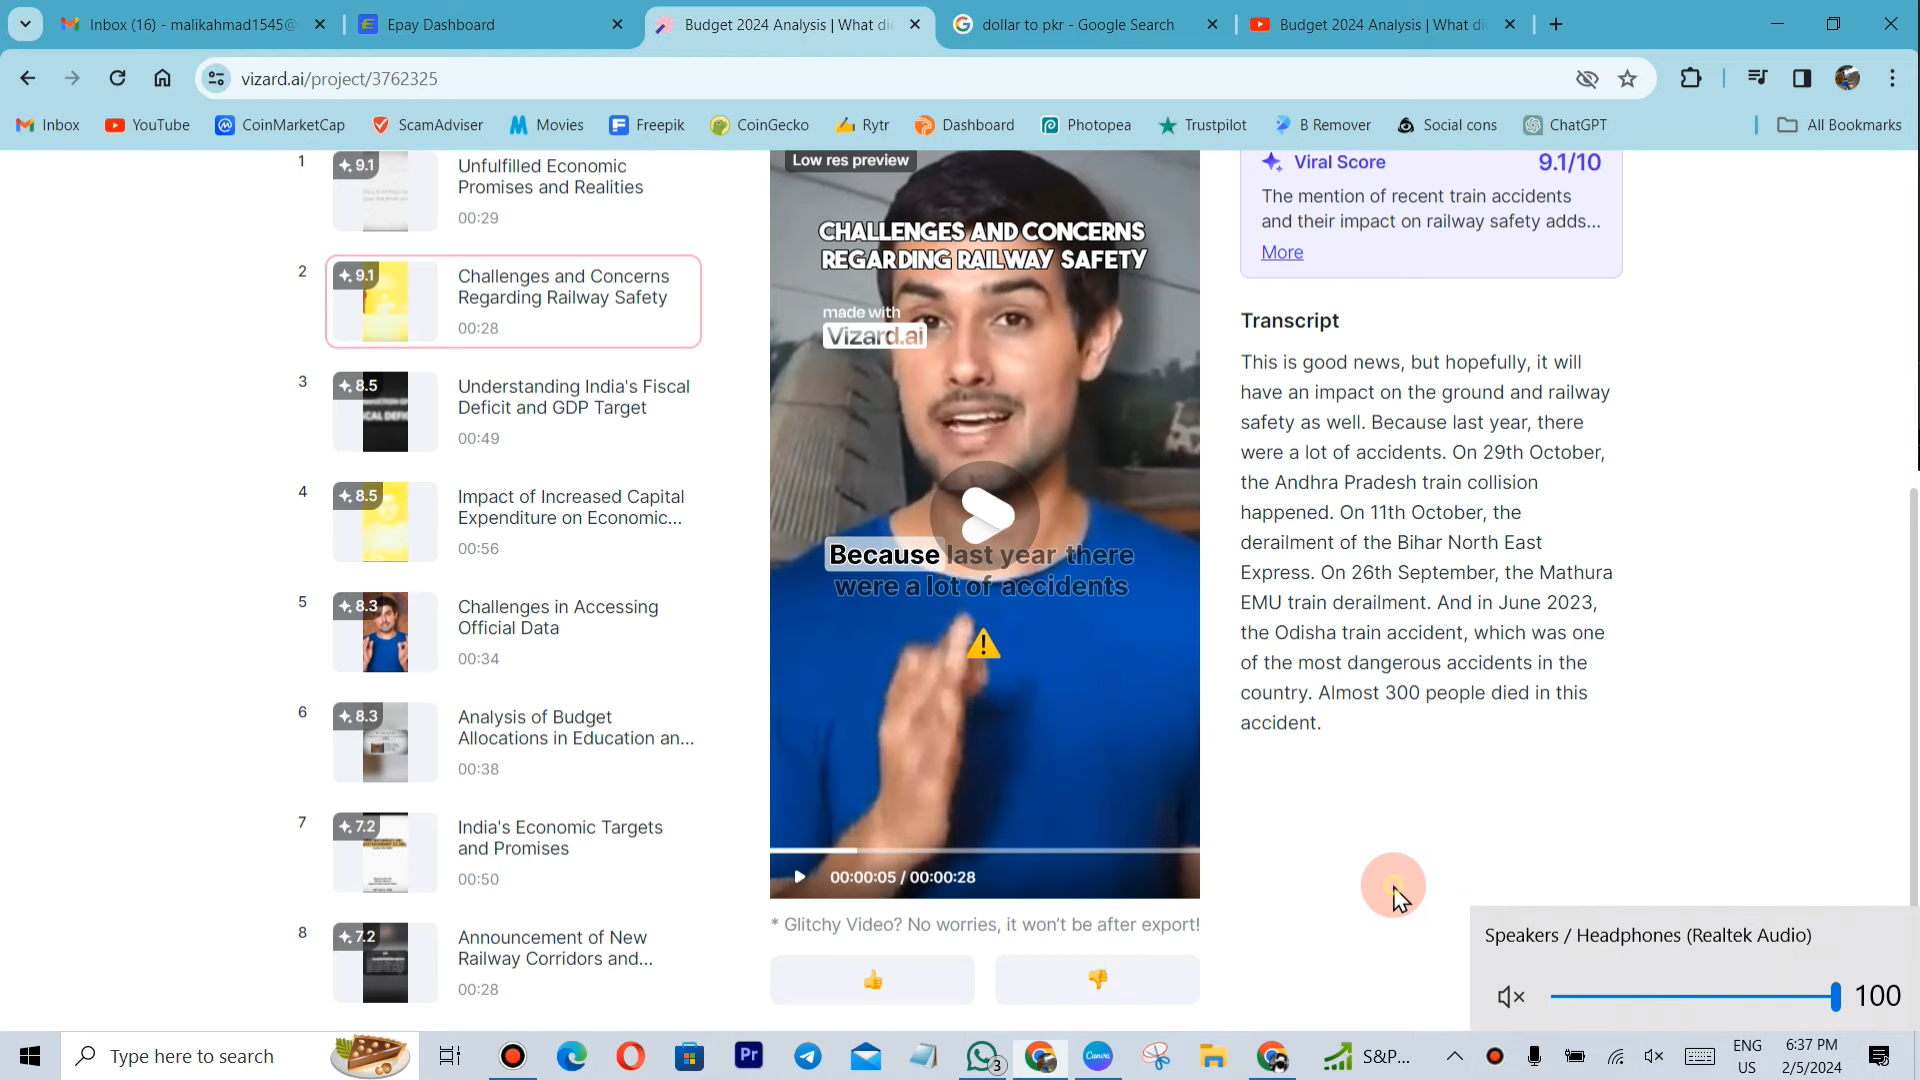 Inbox (16) - malikahmad1545@
Epay Dashboard
Budget 2024 Analysis | What di
dollar to pkr - Google Search
Budget 2024 Analysis | What di
vizard.ai/project/3762325
Inbox
YouTube
CoinMarketCap
ScamAdviser
Movies
Freepik
CoinGecko
Rytr
Dashboard
Photopea
Trustpilot
B Remover
Social cons
ChatGPT
All Bookmarks
1
9.1
Unfulfilled Economic
Promises and Realities
00:29
2
9.1
Challenges and Concerns
Regarding Railway Safety
00:28
3
8.5
Understanding India's Fiscal
Deficit and GDP Target
00:49
4
8.5
Impact of Increased Capital
Expenditure on Economic...
00:56
5
8.3
Challenges in Accessing
Official Data
00:34
6
8.3
Analysis of Budget
Allocations in Education an...
00:38
7
7.2
India's Economic Targets
and Promises
00:50
8
7.2
Announcement of New
Railway Corridors and...
00:28
Low res preview
CHALLENGES AND CONCERNS
REGARDING RAILWAY SAFETY
made with
Vizard.ai
Because last year there
were a lot of accidents
00:00:05 / 00:00:28
* Glitchy Video? No worries, it won't be after export!
Viral Score
9.1/10
The mention of recent train accidents
and their impact on railway safety adds...
More
Transcript
This is good news, but hopefully, it will
have an impact on the ground and railway
safety as well. Because last year, there
were a lot of accidents. On 29th October,
the Andhra Pradesh train collision
happened. On 11th October, the
derailment of the Bihar North East
Express. On 26th September, the Mathura
EMU train derailment. And in June 2023,
the Odisha train accident, which was one
of the most dangerous accidents in the
country. Almost 300 people died in this
accident.
Speakers / Headphones (Realtek Audio)
100
Type here to search
Pr
3
Canva
S&P...
ENG
US
6:37 PM
2/5/2024